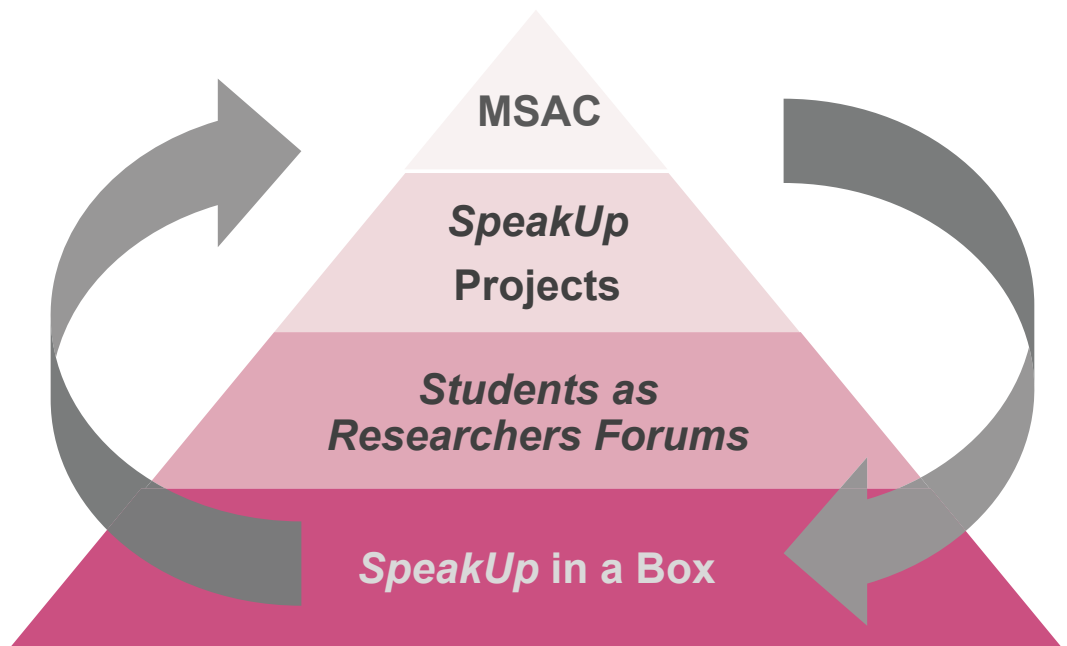 MSAC
SpeakUp
Projects
Students as
Researchers Forums
SpeakUp in a Box